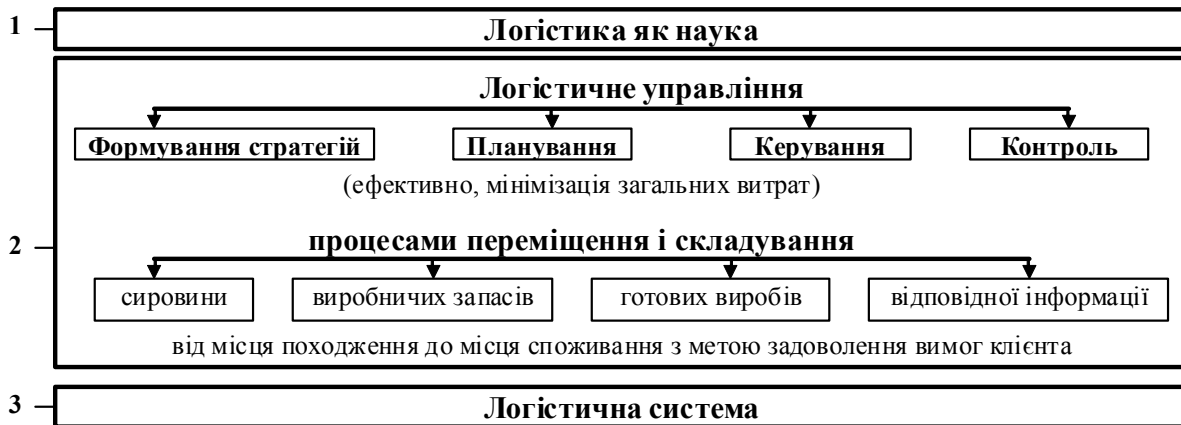 1 Логістика як наука
Логістичне управління
Формування стратегій Планування Керування Контроль
(ефективно, мінімізація загальних витрат)
2 процесами переміщення і складування
сировини виробничих запасів готових виробів відповідної інформації
від місця походження до місця споживання з метою задоволення вимог клієнта
3 Логістична система